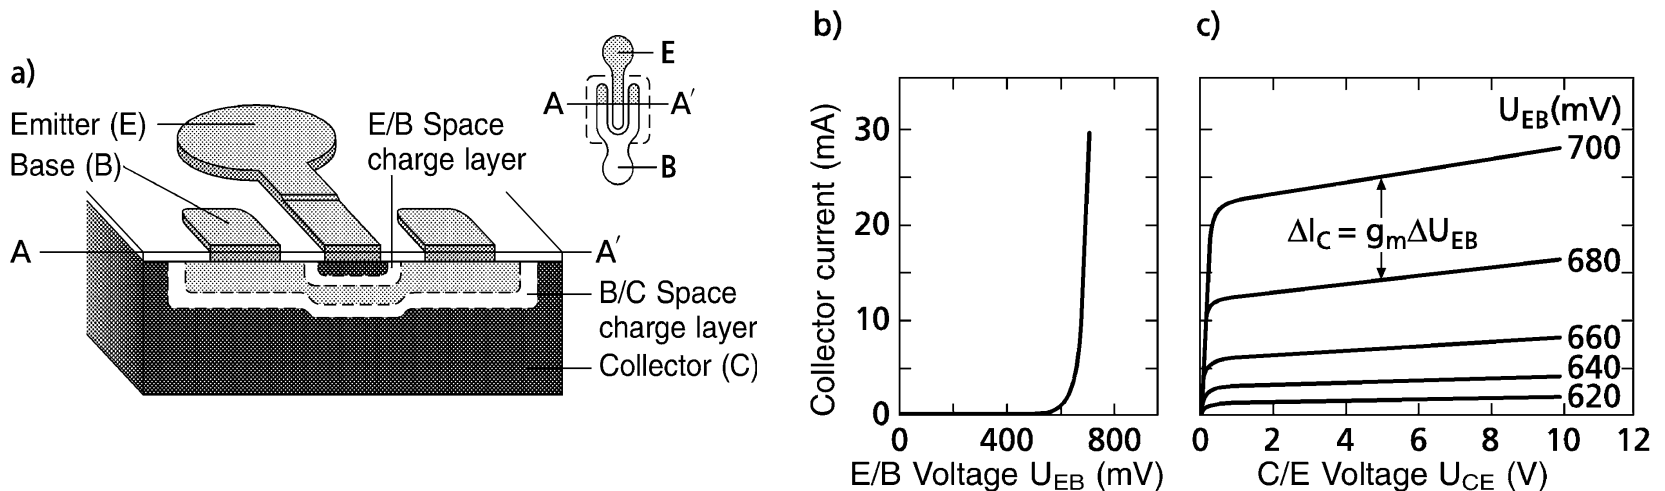 a)
Emitter (E)
Base (B)
E/B Space
charge layer
A
A′
B/C Space
charge layer
Collector (C)
E
A
A′
B
b)
Collector current (mA)
30
20
10
0
0
400
800
E/B Voltage U_EB (mV)
c)
U_EB(mV)
700
ΔI_C = g_mΔU_EB
680
660
640
620
0
2
4
6
8
10
12
C/E Voltage U_CE (V)